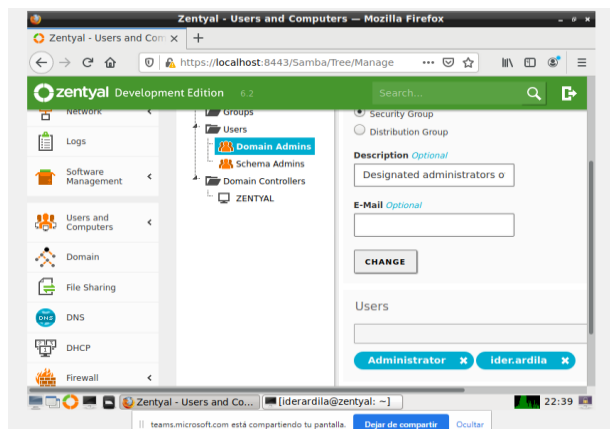 Zentyal - Users and Computers — Mozilla Firefox
Zentyal - Users and Com
https://localhost:8443/Samba/Tree/Manage
zentyal Development Edition 6.2
Search...
Network
Logs
Software
Management
Users and
Computers
Domain
File Sharing
DNS
DNS
DHCP
Firewall
Groups
Users
Domain Admins
Schema Admins
Domain Controllers
ZENTYAL
Security Group
Distribution Group
Description Optional
Designated administrators o
E-Mail Optional
CHANGE
Users
Administrator
ider.ardila
Zentyal - Users and Co...
[iderardila@zentyal: ~]
22:39
teams.microsoft.com está compartiendo tu pantalla.
Dejar de compartir
Ocultar